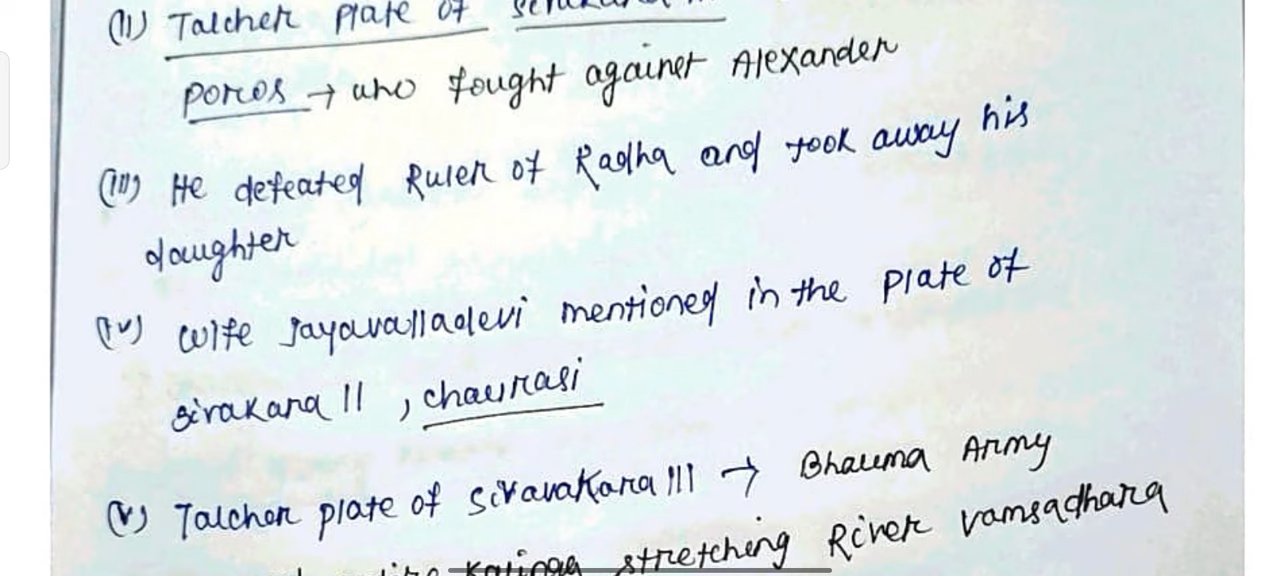 (ii) Talcher plate of
poros → who fought against Alexander
(iii) He defeated Ruler of Radha and took away his
daughter
(iv) wife Jayavalladevi mentioned in the plate of
sivakara II , chaurasi
(v) Talcher plate of Sivavakara III → Bhauma Army
stretching River vamsadhara